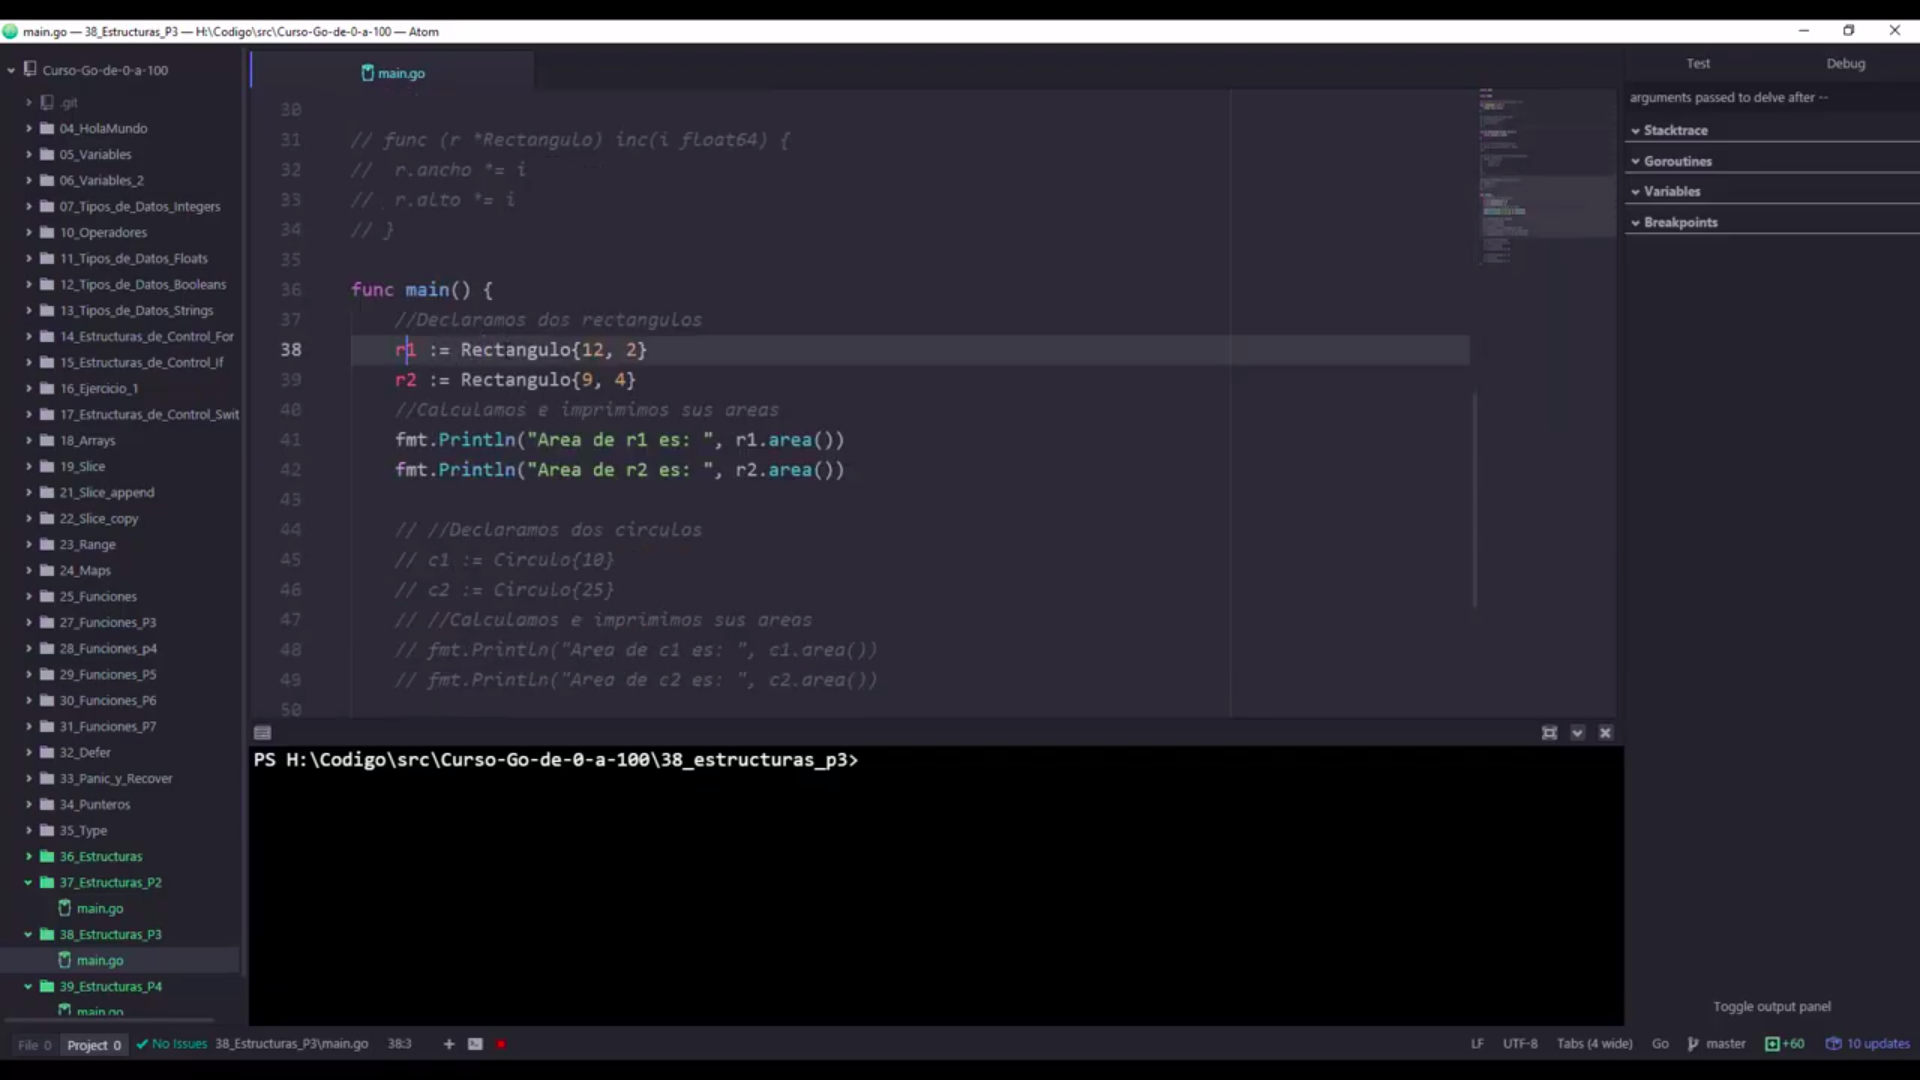 main.go — 38_Estructuras_P3 — H:\Codigo\src\Curso-Go-de-0-a-100 — Atom
Curso-Go-de-0-a-100
.git
04_HolaMundo
05_Variables
06_Variables_2
07_Tipos_de_Datos_Integers
10_Operadores
11_Tipos_de_Datos_Floats
12_Tipos_de_Datos_Booleans
13_Tipos_de_Datos_Strings
14_Estructuras_de_Control_For
15_Estructuras_de_Control_If
16_Ejercicio_1
17_Estructuras_de_Control_Swit
18_Arrays
19_Slice
21_Slice_append
22_Slice_copy
23_Range
24_Maps
25_Funciones
27_Funciones_P3
28_Funciones_p4
29_Funciones_P5
30_Funciones_P6
31_Funciones_P7
32_Defer
33_Panic_y_Recover
34_Punteros
35_Type
36_Estructuras
37_Estructuras_P2
main.go
38_Estructuras_P3
main.go
39_Estructuras_P4
main.go
main.go
30
31 // func (r *Rectangulo) inc(i float64) {
32 // r.ancho *= i
33 // r.alto *= i
34 // }
35
36 func main() {
37 //Declaramos dos rectangulos
38 r1 := Rectangulo{12, 2}
39 r2 := Rectangulo{9, 4}
40 //Calculamos e imprimimos sus areas
41 fmt.Println("Area de r1 es: ", r1.area())
42 fmt.Println("Area de r2 es: ", r2.area())
43
44 // //Declaramos dos circulos
45 // c1 := Circulo{10}
46 // c2 := Circulo{25}
47 // //Calculamos e imprimimos sus areas
48 // fmt.Println("Area de c1 es: ", c1.area())
49 // fmt.Println("Area de c2 es: ", c2.area())
50
PS H:\Codigo\src\Curso-Go-de-0-a-100\38_estructuras_p3>
Test Debug
arguments passed to delve after --
Stacktrace
Goroutines
Variables
Breakpoints
Toggle output panel
File 0 Project 0 No Issues 38_Estructuras_P3\main.go 38:3 + LF UTF-8 Tabs (4 wide) Go master +60 10 updates